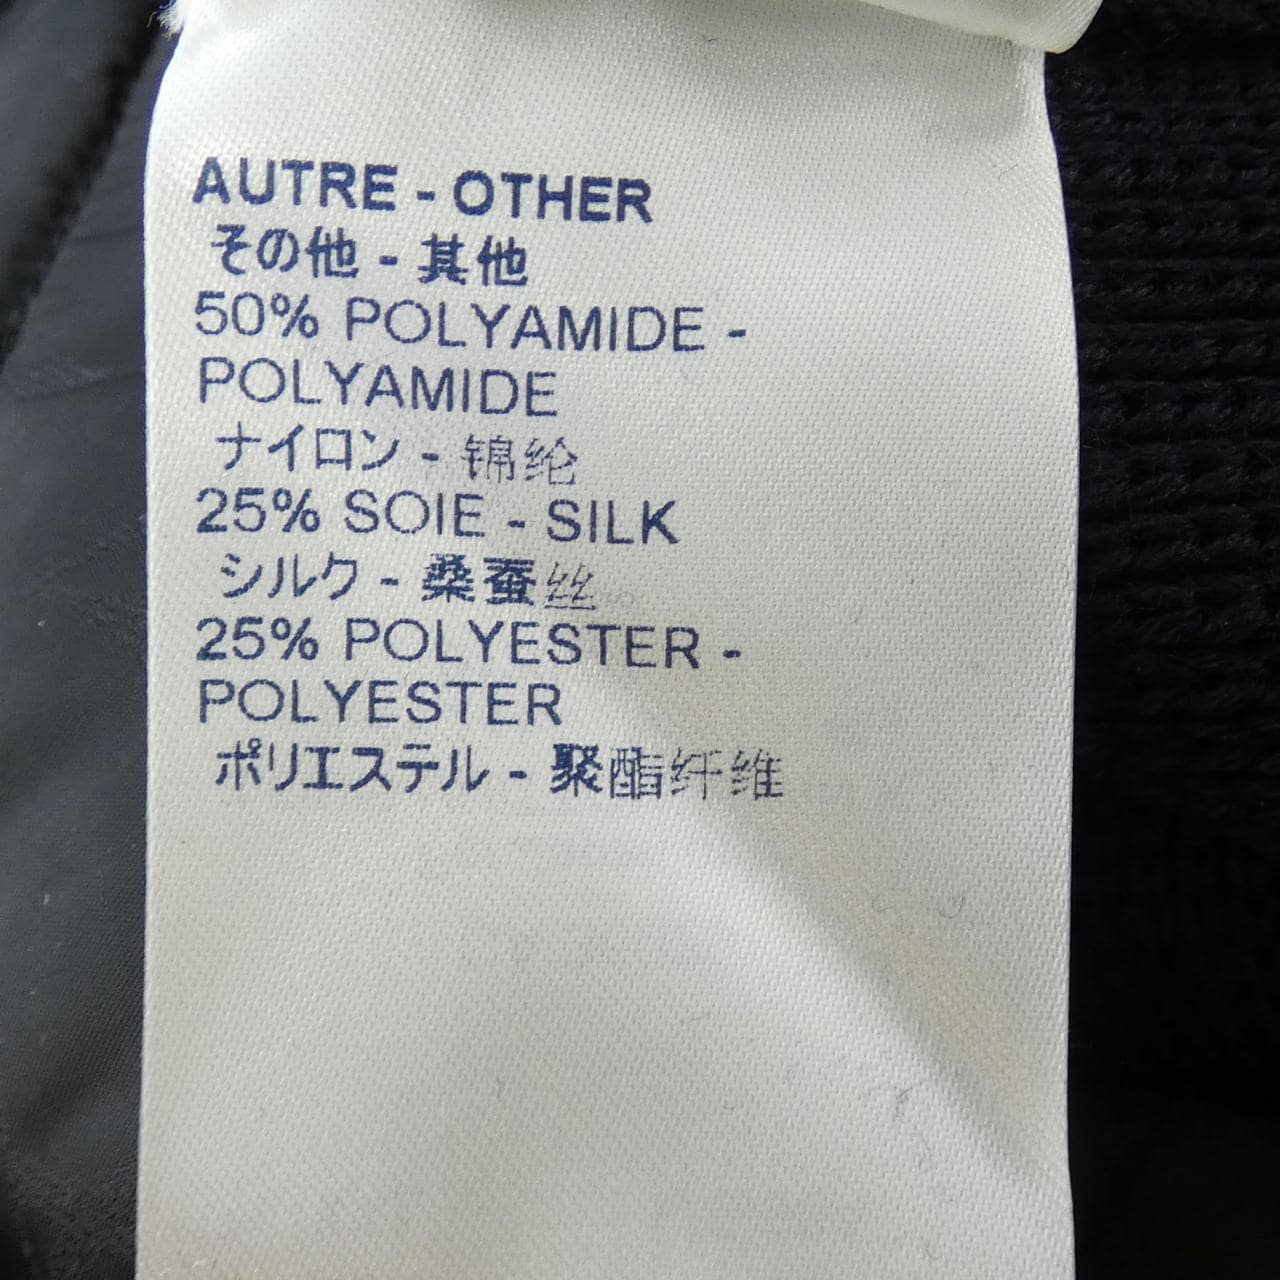 AUTRE - OTHER
その他 - 其他
50% POLYAMIDE -
POLYAMIDE
ナイロン - 锦纶
25% SOIE - SILK
シルク - 桑蚕丝
25% POLYESTER -
POLYESTER
ポリエステル - 聚酯纤维